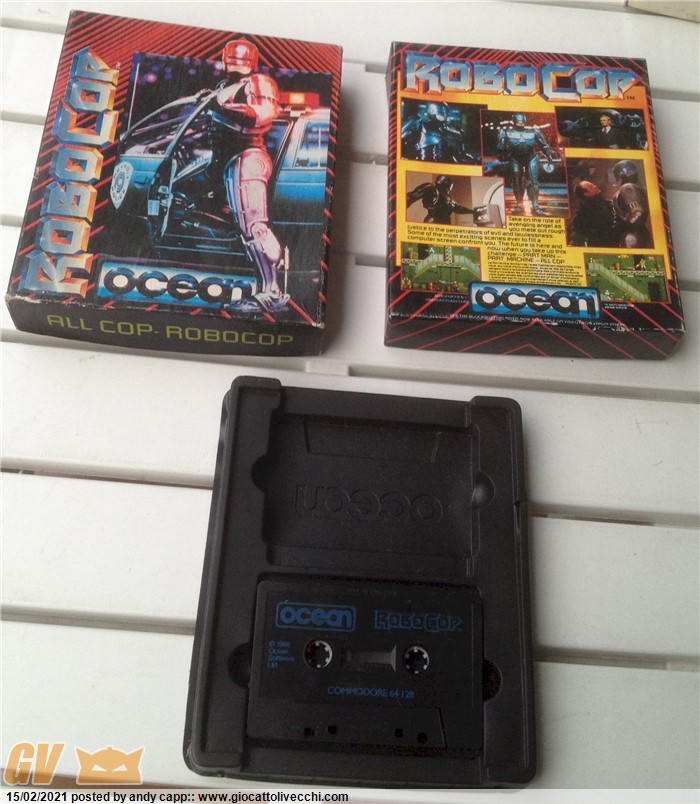 ROBOCOP
ocean
ALL COP. ROBOCOP
ROBOCOP™
Take on the role of
avenging angel as
you mete out rough
justice to the perpetrators of evil and lawlessness.
Some of the most exciting scenes ever to fill a
computer screen confront you. The future is here and
now when you take up this
challenge — PART MAN —
PART MACHINE — ALL COP
ocean
ocean
ocean ROBOCOP
Ocean
Software
COMMODORE 64 128
GV
15/02/2021 posted by andy capp:: www.giocattolivecchi.com